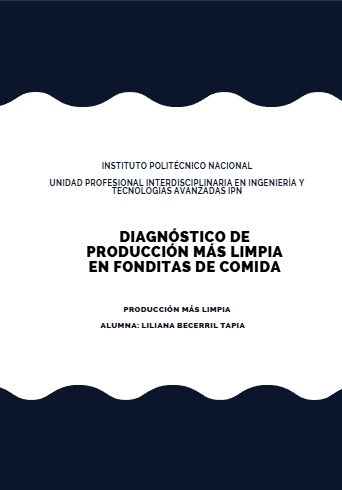 INSTITUTO POLITÉCNICO NACIONAL
UNIDAD PROFESIONAL INTERDISCIPLINARIA EN INGENIERÍA Y
TECNOLOGÍAS AVANZADAS IPN
DIAGNÓSTICO DE
PRODUCCIÓN MÁS LIMPIA
EN FONDITAS DE COMIDA
PRODUCCIÓN MÁS LIMPIA
ALUMNA: LILIANA BECERRIL TAPIA